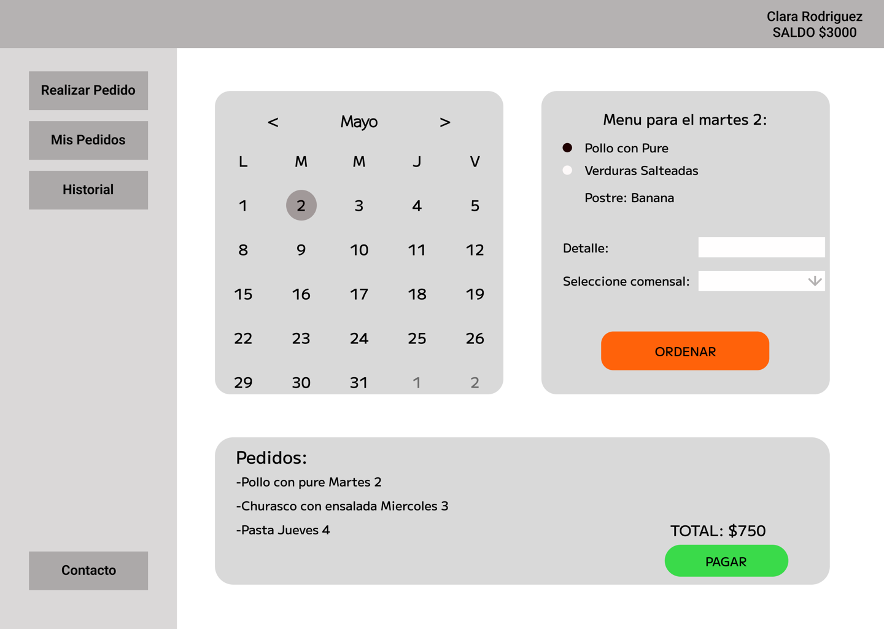 Clara Rodriguez
SALDO $3000
Realizar Pedido
Mis Pedidos
Historial
Contacto
< Mayo >
L M M J V
1 2 3 4 5
8 9 10 11 12
15 16 17 18 19
22 23 24 25 26
29 30 31 1 2
Menu para el martes 2:
Pollo con Pure
Verduras Salteadas
Postre: Banana
Detalle:
Seleccione comensal:
ORDENAR
Pedidos:
-Pollo con pure Martes 2
-Churasco con ensalada Miercoles 3
-Pasta Jueves 4
TOTAL: $750
PAGAR